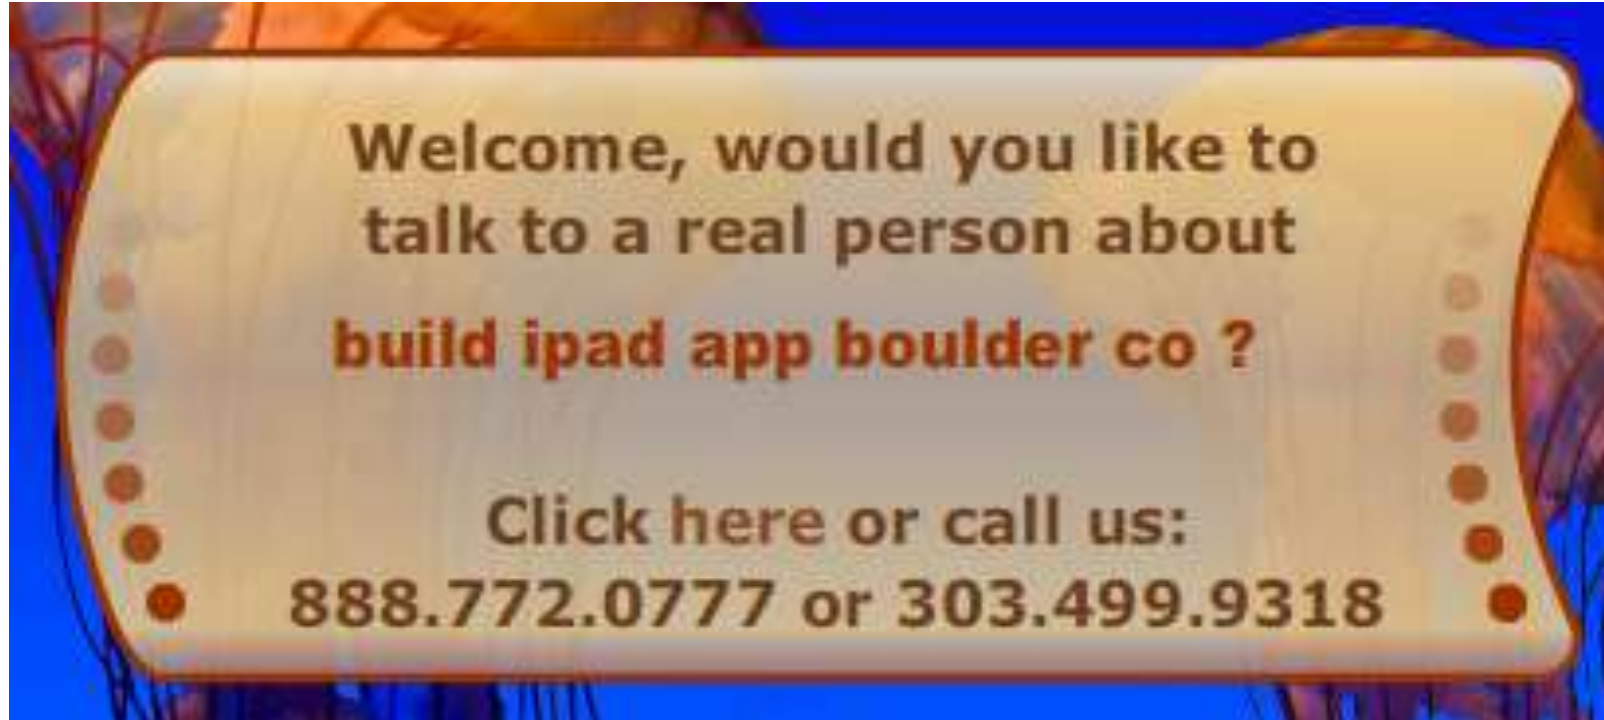 Welcome, would you like to
talk to a real person about
build ipad app boulder co ?
Click here or call us:
888.772.0777 or 303.499.9318